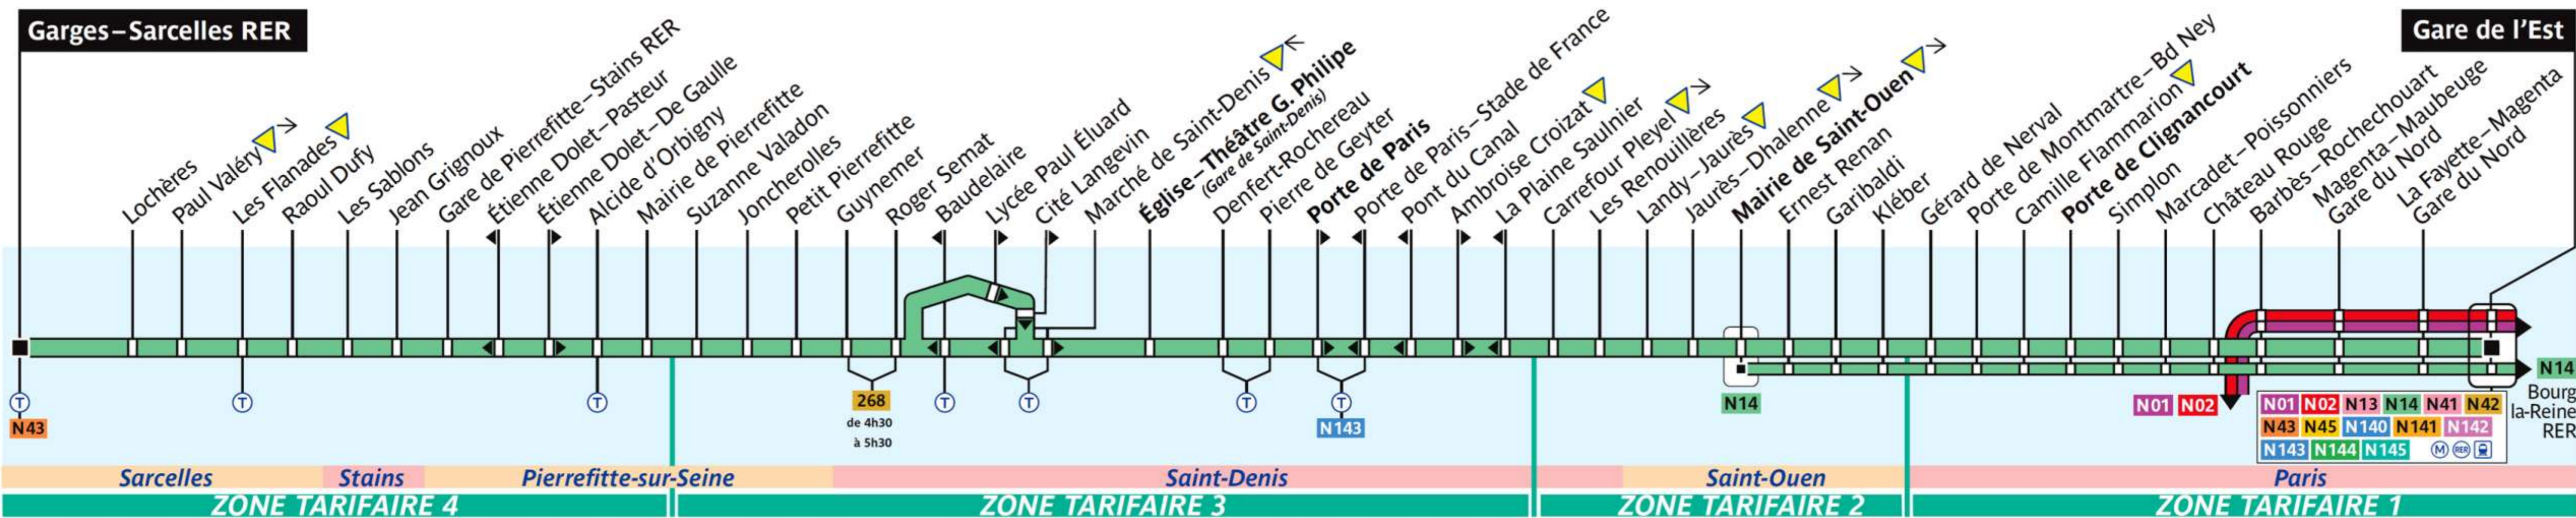 Garges–Sarcelles RER
Gare de l'Est
Lochères
Paul Valéry
Les Flanades
Raoul Dufy
Les Sablons
Jean Grignoux
Gare de Pierrefitte–Stains RER
Étienne Dolet–Pasteur
Étienne Dolet–De Gaulle
Alcide d'Orbigny
Mairie de Pierrefitte
Suzanne Valadon
Joncherolles
Petit Pierrefitte
Guynemer
Roger Semat
Baudelaire
Lycée Paul Éluard
Cité Langevin
Marché de Saint-Denis
Église–Théâtre G. Philipe
(Gare de Saint-Denis)
Denfert-Rochereau
Pierre de Geyter
Porte de Paris
Porte de Paris–Stade de France
Pont du Canal
Ambroise Croizat
La Plaine Saulnier
Carrefour Pleyel
Les Renouillères
Landy–Jaurès
Jaurès–Dhalenne
Mairie de Saint-Ouen
Ernest Renan
Garibaldi
Kléber
Gérard de Nerval
Porte de Montmartre–Bd Ney
Camille Flammarion
Porte de Clignancourt
Simplon
Marcadet–Poissonniers
Château Rouge
Barbès–Rochechouart
Magenta–Maubeuge
Gare du Nord
La Fayette–Magenta
Gare du Nord
T
N43
T
T
268
de 4h30
à 5h30
T
T
T
T
N143
N14
N01 N02
N01 N02 N13 N14 N41 N42
N43 N45 N140 N141 N142
N143 N144 N145 M RER
N14
Bourg
la-Reine
RER
Sarcelles Stains Pierrefitte-sur-Seine Saint-Denis Saint-Ouen Paris
ZONE TARIFAIRE 4 ZONE TARIFAIRE 3 ZONE TARIFAIRE 2 ZONE TARIFAIRE 1